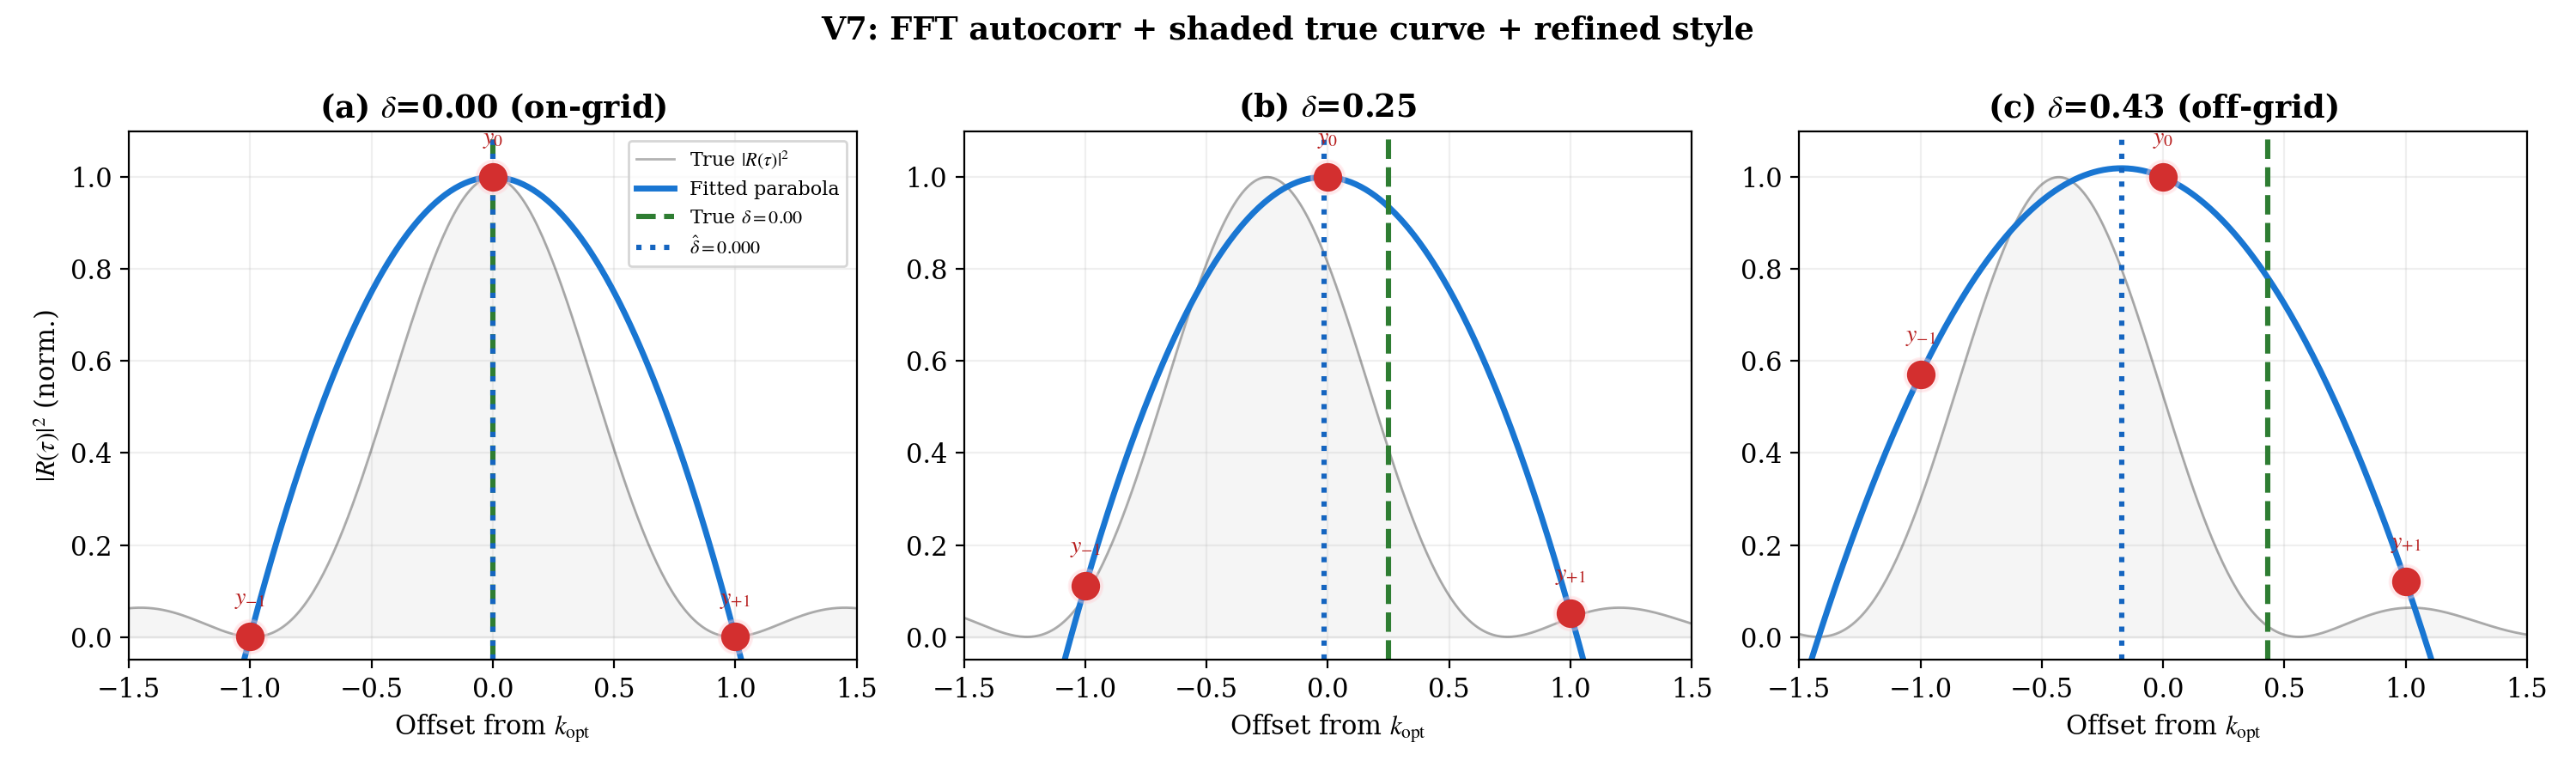 V7: FFT autocorr + shaded true curve + refined style
(a) δ=0.00 (on-grid)
y₀
True |R(τ)|²
Fitted parabola
True δ=0.00
δ̂=0.000
y₋₁
y₊₁
|R(τ)|² (norm.)
1.0
0.8
0.6
0.4
0.2
0.0
−1.5 −1.0 −0.5 0.0 0.5 1.0 1.5
Offset from k_opt
(b) δ=0.25
y₀
y₋₁
y₊₁
1.0
0.8
0.6
0.4
0.2
0.0
−1.5 −1.0 −0.5 0.0 0.5 1.0 1.5
Offset from k_opt
(c) δ=0.43 (off-grid)
y₀
y₋₁
y₊₁
1.0
0.8
0.6
0.4
0.2
0.0
−1.5 −1.0 −0.5 0.0 0.5 1.0 1.5
Offset from k_opt